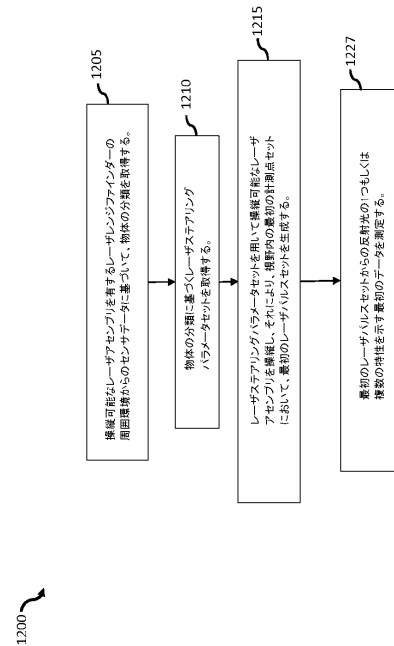 1200
1205
操縦可能なレーザアセンブリを有するレーザレンジファインダーの
周囲環境からのセンサデータに基づいて、物体の分類を取得する。
1210
物体の分類に基づくレーザステアリング
パラメータセットを取得する。
1215
レーザステアリングパラメータセットを用いて操縦可能なレーザ
アセンブリを操縦し、それにより、視野内の最初の計測点セット
において、最初のレーザパルスセットを生成する。
1227
最初のレーザパルスセットからの反射光の1つもしくは
複数の特性を示す最初のデータを測定する。